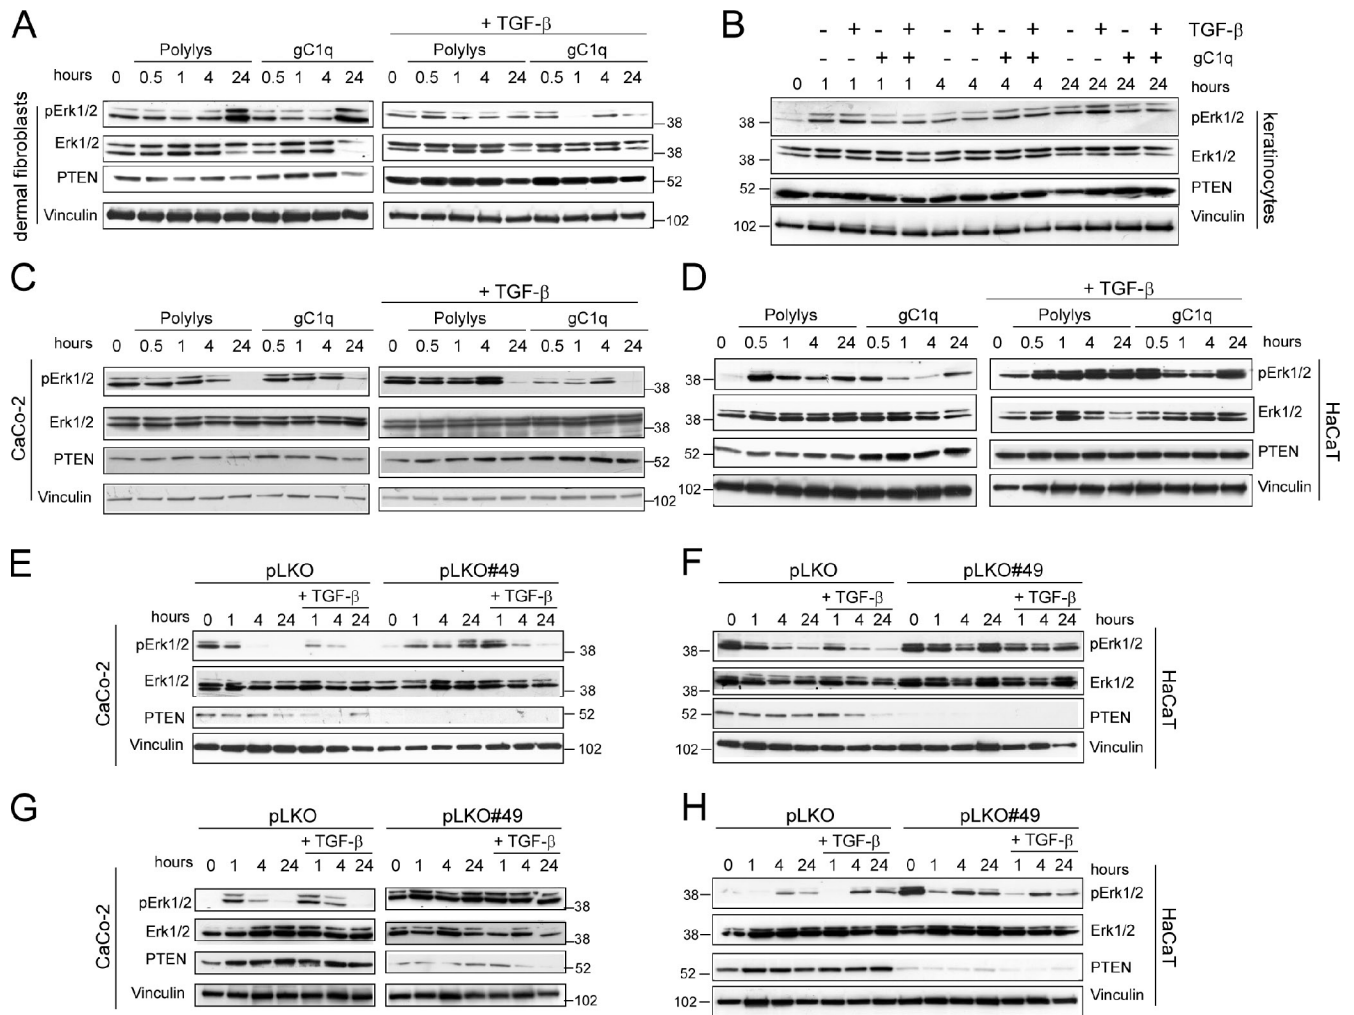 A
+ TGF-β
Polylys gC1q Polylys gC1q
hours 0 0.5 1 4 24 0.5 1 4 24 0 0.5 1 4 24 0.5 1 4 24
pErk1/2
38
Erk1/2
38
PTEN
52
Vinculin
102
dermal fibroblasts
B
- + - + - + - + - + - + TGF-β
- - + + - - + + - - + + gC1q
0 1 1 1 1 4 4 4 4 24 24 24 24 hours
38 pErk1/2
38 Erk1/2
52 PTEN
102 Vinculin
keratinocytes
C
+ TGF-β
Polylys gC1q Polylys gC1q
hours 0 0.5 1 4 24 0.5 1 4 24 0 0.5 1 4 24 0.5 1 4 24
pErk1/2 38
Erk1/2 38
PTEN 52
Vinculin 102
CaCo-2
D
+ TGF-β
Polylys gC1q Polylys gC1q
0 0.5 1 4 24 0.5 1 4 24 0 0.5 1 4 24 0.5 1 4 24 hours
38 pErk1/2
38 Erk1/2
52 PTEN
102 Vinculin
HaCaT
E
pLKO pLKO#49
+ TGF-β + TGF-β
hours 0 1 4 24 1 4 24 0 1 4 24 1 4 24
pErk1/2 38
Erk1/2 38
PTEN 52
Vinculin 102
CaCo-2
F
pLKO pLKO#49
+ TGF-β + TGF-β
0 1 4 24 1 4 24 0 1 4 24 1 4 24 hours
38 pErk1/2
38 Erk1/2
52 PTEN
102 Vinculin
HaCaT
G
pLKO pLKO#49
+ TGF-β + TGF-β
hours 0 1 4 24 1 4 24 0 1 4 24 1 4 24
pErk1/2 38
Erk1/2 38
PTEN 52
Vinculin 102
CaCo-2
H
pLKO pLKO#49
+ TGF-β + TGF-β
0 1 4 24 1 4 24 0 1 4 24 1 4 24 hours
38 pErk1/2
38 Erk1/2
52 PTEN
102 Vinculin
HaCaT